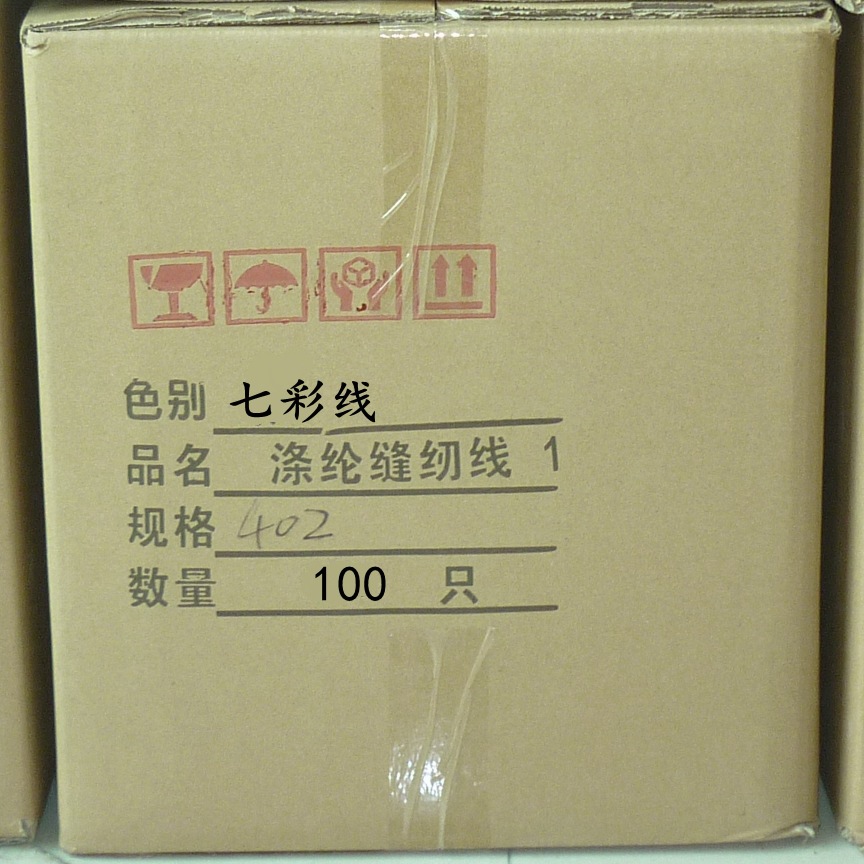 色别 七彩线
品名 涤纶缝纫线 1
规格 402
数量 100 只